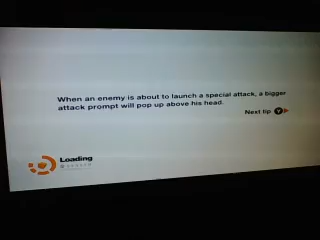 When an enemy is about to launch a special attack, a bigger
attack prompt will pop up above his head.
Next tip Y
Loading